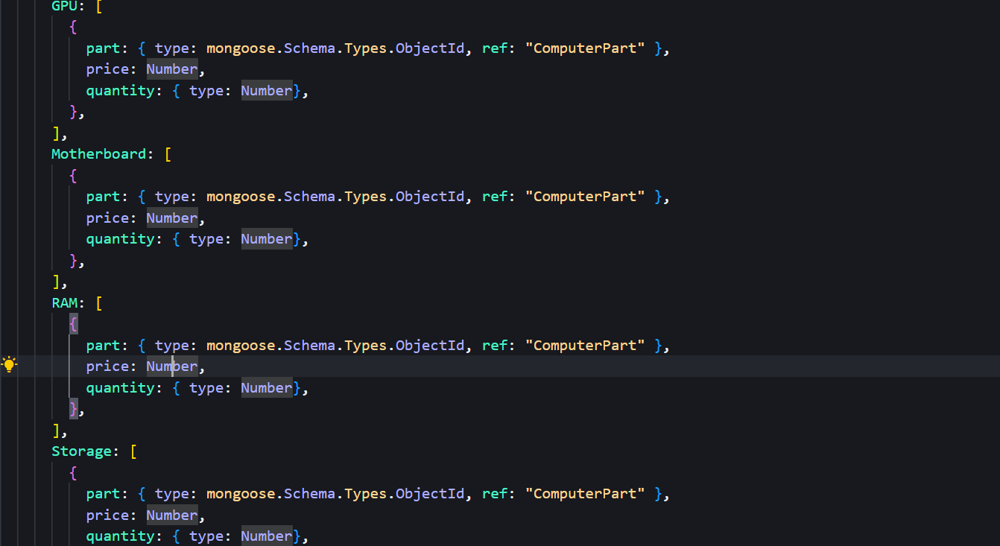 GPU: [
{
part: { type: mongoose.Schema.Types.ObjectId, ref: "ComputerPart" },
price: Number,
quantity: { type: Number},
},
],
Motherboard: [
{
part: { type: mongoose.Schema.Types.ObjectId, ref: "ComputerPart" },
price: Number,
quantity: { type: Number},
},
],
RAM: [
{
part: { type: mongoose.Schema.Types.ObjectId, ref: "ComputerPart" },
price: Number,
quantity: { type: Number},
},
],
Storage: [
{
part: { type: mongoose.Schema.Types.ObjectId, ref: "ComputerPart" },
price: Number,
quantity: { type: Number},